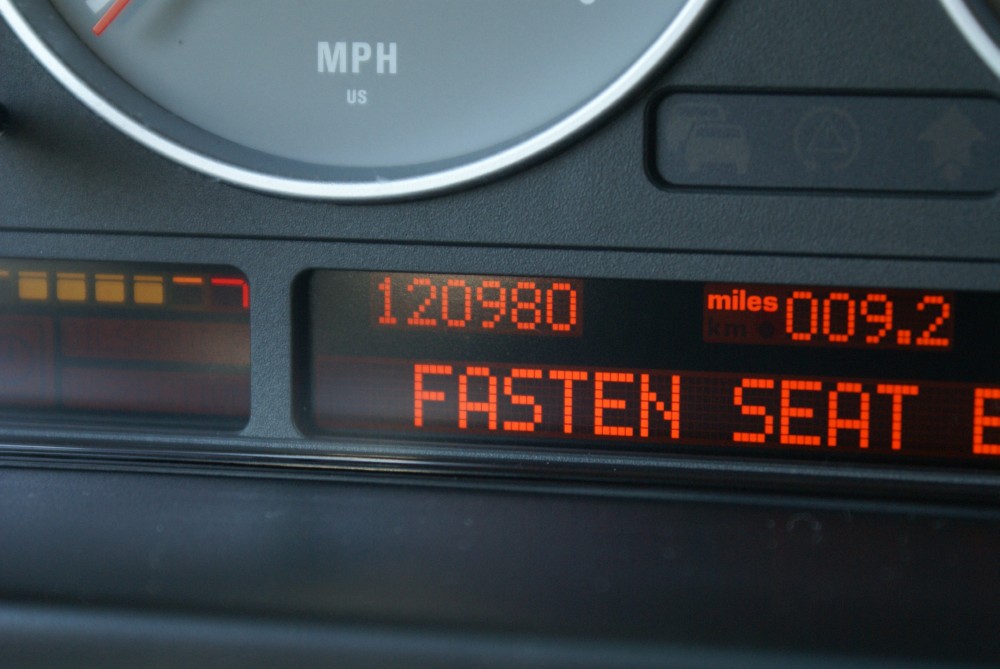 MPH
US
120980 miles 009.2
km
FASTEN SEAT B